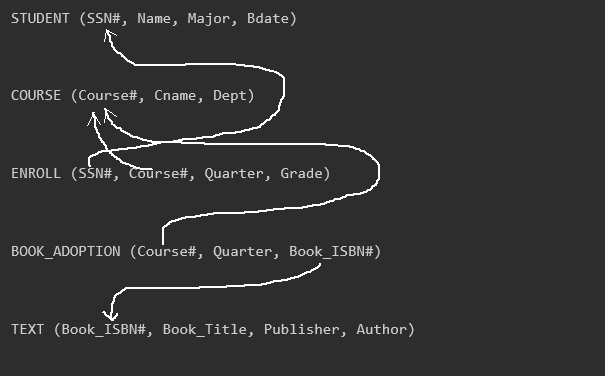 STUDENT (SSN#, Name, Major, Bdate)
COURSE (Course#, Cname, Dept)
ENROLL (SSN#, Course#, Quarter, Grade)
BOOK_ADOPTION (Course#, Quarter, Book_ISBN#)
TEXT (Book_ISBN#, Book_Title, Publisher, Author)